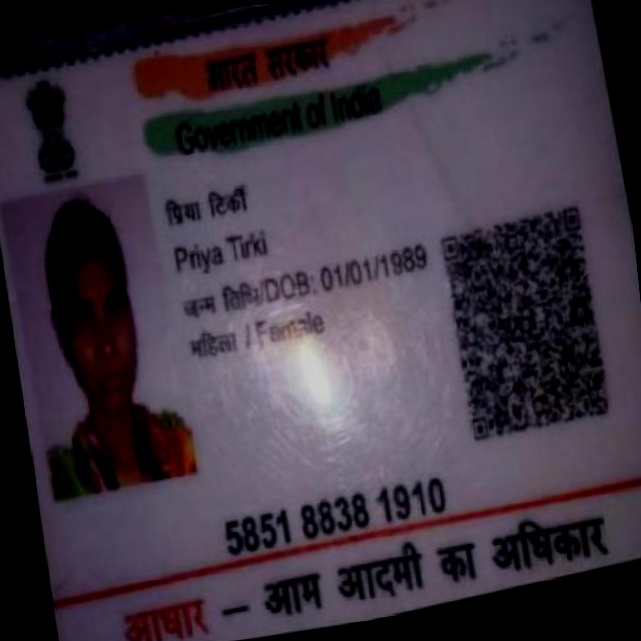 भारत सरकार
Government of India
प्रिया टिर्की
Priya Tirki
जन्म तिथि/DOB: 01/01/1989
महिला / Female
5851 8838 1910
आधार – आम आदमी का अधिकार